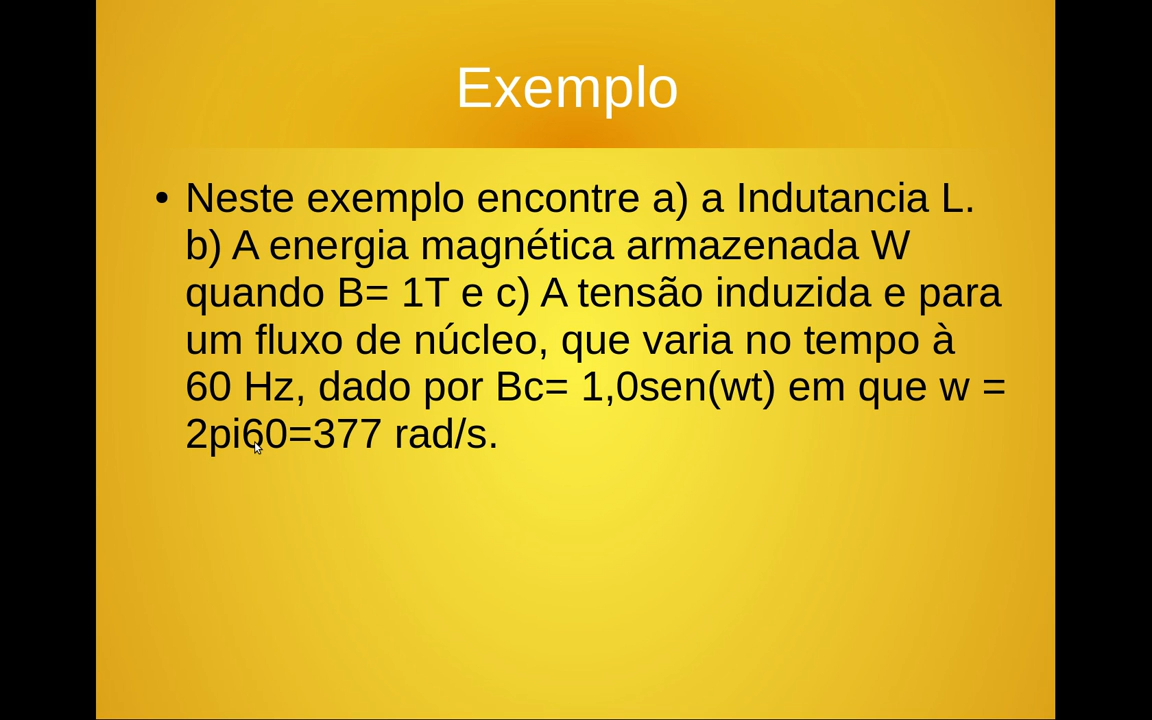 Exemplo
• Neste exemplo encontre a) a Indutancia L.
b) A energia magnética armazenada W
quando B= 1T e c) A tensão induzida e para
um fluxo de núcleo, que varia no tempo à
60 Hz, dado por Bc= 1,0sen(wt) em que w =
2pi60=377 rad/s.